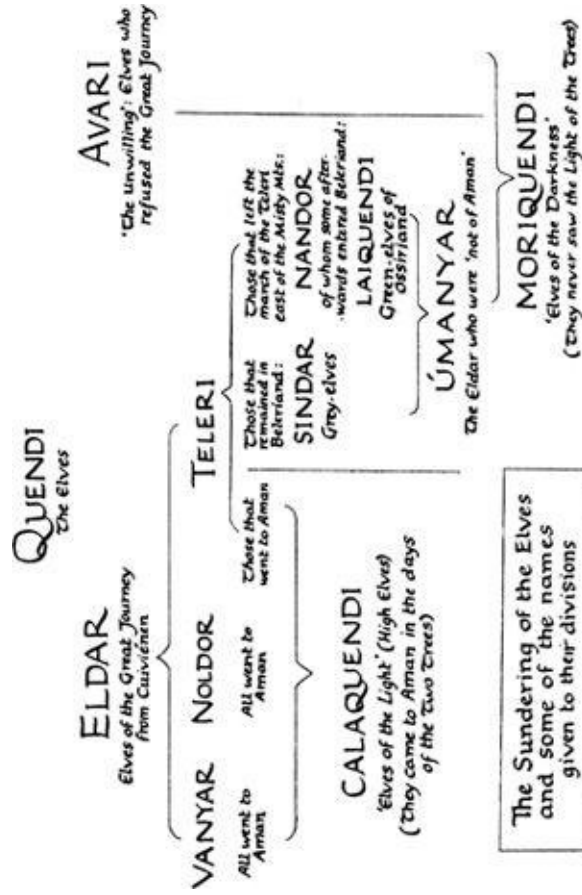 QUENDI
The Elves
ELDAR
Elves of the Great Journey
from Cuiviénen
AVARI
'The Unwilling': Elves who
refused the Great Journey
VANYAR
All went to
Aman
NOLDOR
All went to
Aman
TELERI
Those that
went to Aman
Those that
remained in
Beleriand:
SINDAR
Grey-elves
Those that left the
march of the Teleri
east of the Misty Mts.:
NANDOR
of whom some after-
-wards entered Beleriand:
LAIQUENDI
Green-elves of
Ossiriand
CALAQUENDI
'Elves of the Light' (High Elves)
(They came to Aman in the days
of the Two Trees)
ÚMANYAR
The Eldar who were 'not of Aman'
MORIQUENDI
'Elves of the Darkness'
(They never saw the Light of the Trees)
The Sundering of the Elves
and some of the names
given to their divisions